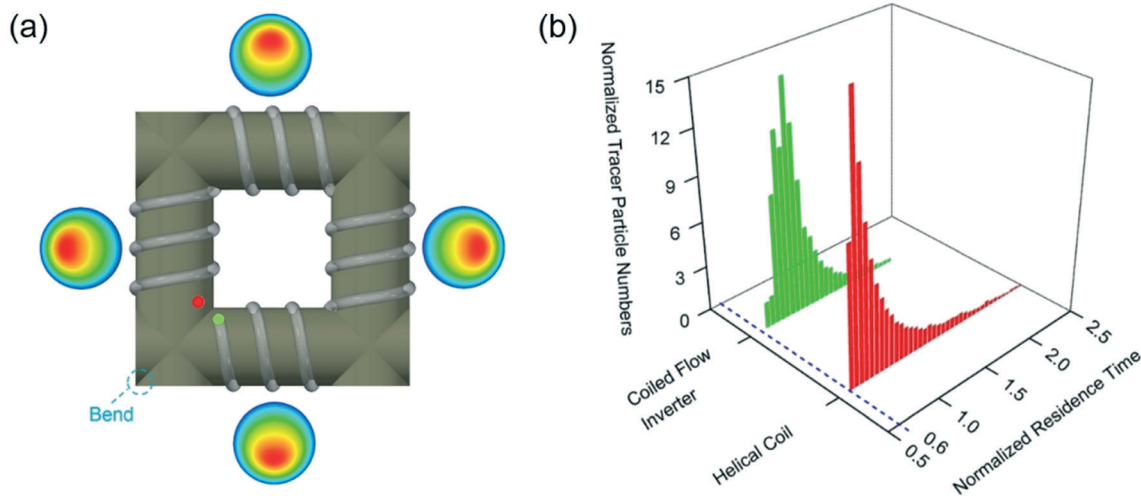 (a)
Bend
(b)
Normalized Tracer Particle Numbers
15
12
9
6
3
0
Coiled Flow
Inverter
Helical Coil
0.5
0.6
1.0
1.5
2.0
2.5
Normalized Residence Time